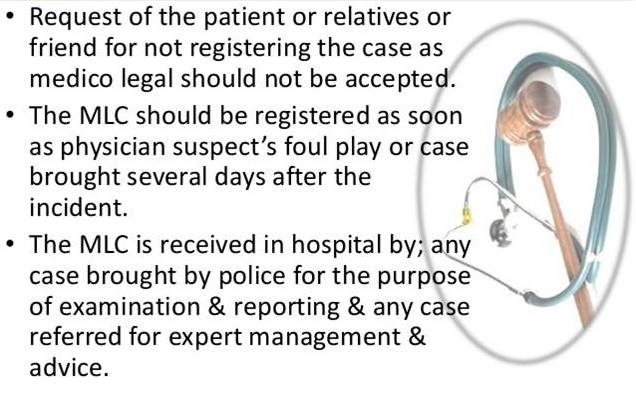 • Request of the patient or relatives or
friend for not registering the case as
medico legal should not be accepted.
• The MLC should be registered as soon
as physician suspect's foul play or case
brought several days after the
incident.
• The MLC is received in hospital by; any
case brought by police for the purpose
of examination & reporting & any case
referred for expert management &
advice.